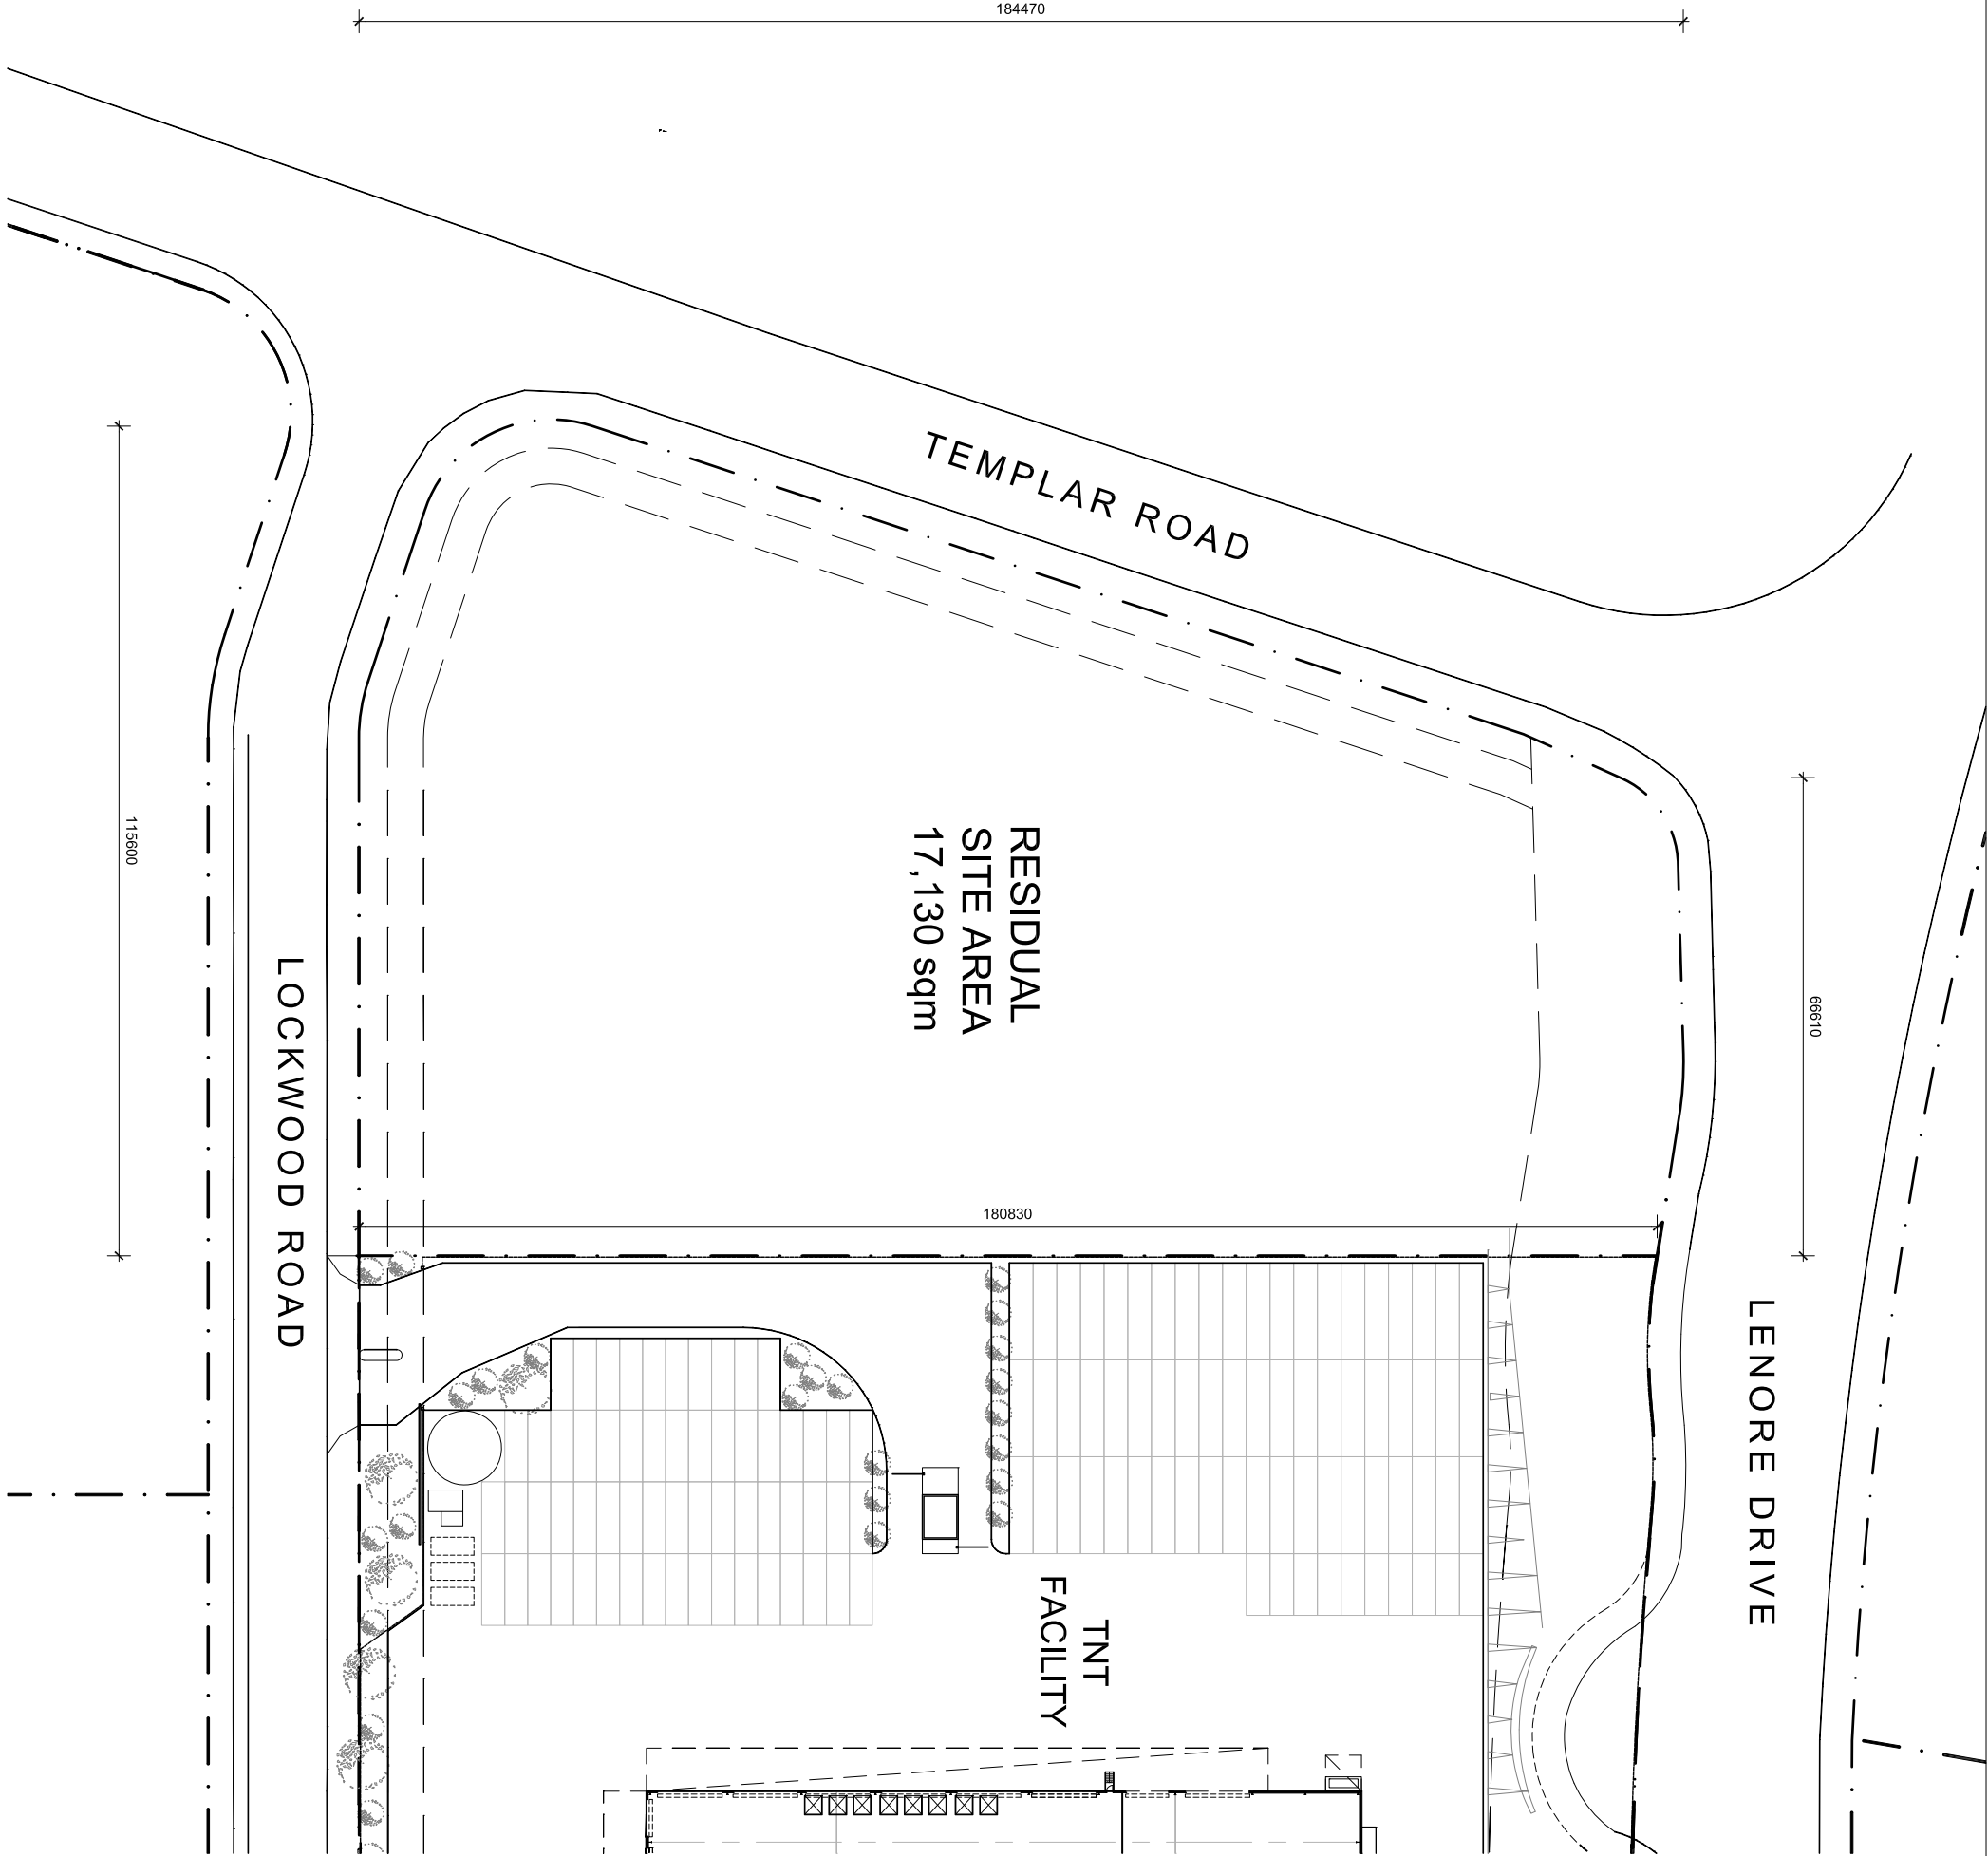 184470
TEMPLAR ROAD
115600
RESIDUAL
SITE AREA
17,130 sqm
66610
LOCKWOOD ROAD
180830
LENORE DRIVE
TNT
FACILITY